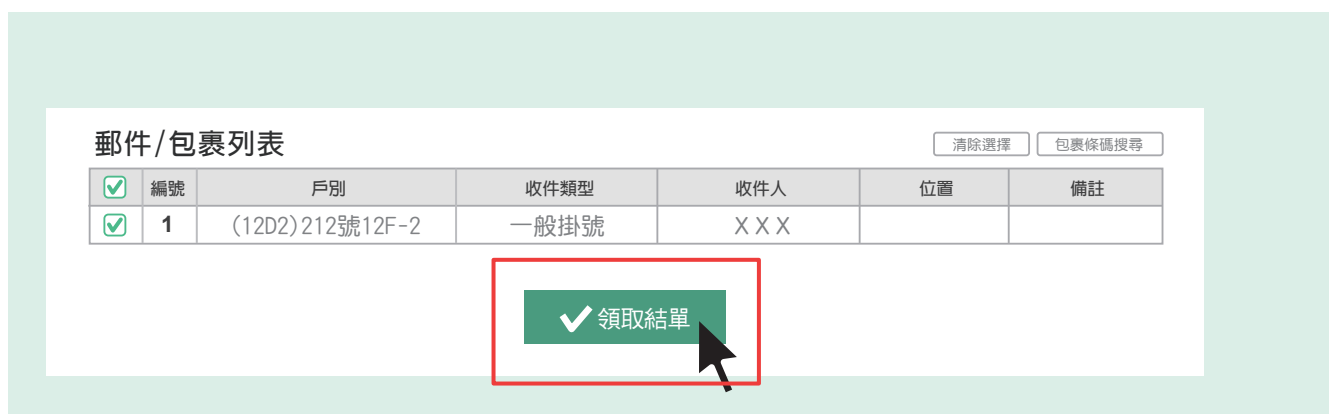 郵件/包裹列表
清除選擇 包裹條碼搜尋
編號 戶別 收件類型 收件人 位置 備註
1 (12D2)212號12F-2 一般掛號 XXX
領取結單